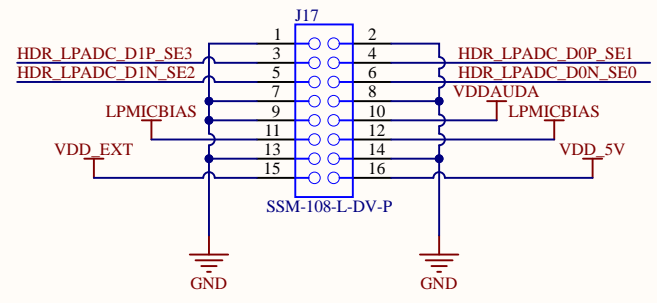 J17
1 2
HDR_LPADC_D1P_SE3 3 4 HDR_LPADC_D0P_SE1
HDR_LPADC_D1N_SE2 5 6 HDR_LPADC_D0N_SE0
7 8 VDDAUDA
LPMICBIAS 9 10 LPMICBIAS
11 12
VDD_EXT 13 14 VDD_5V
15 16
SSM-108-L-DV-P
GND GND